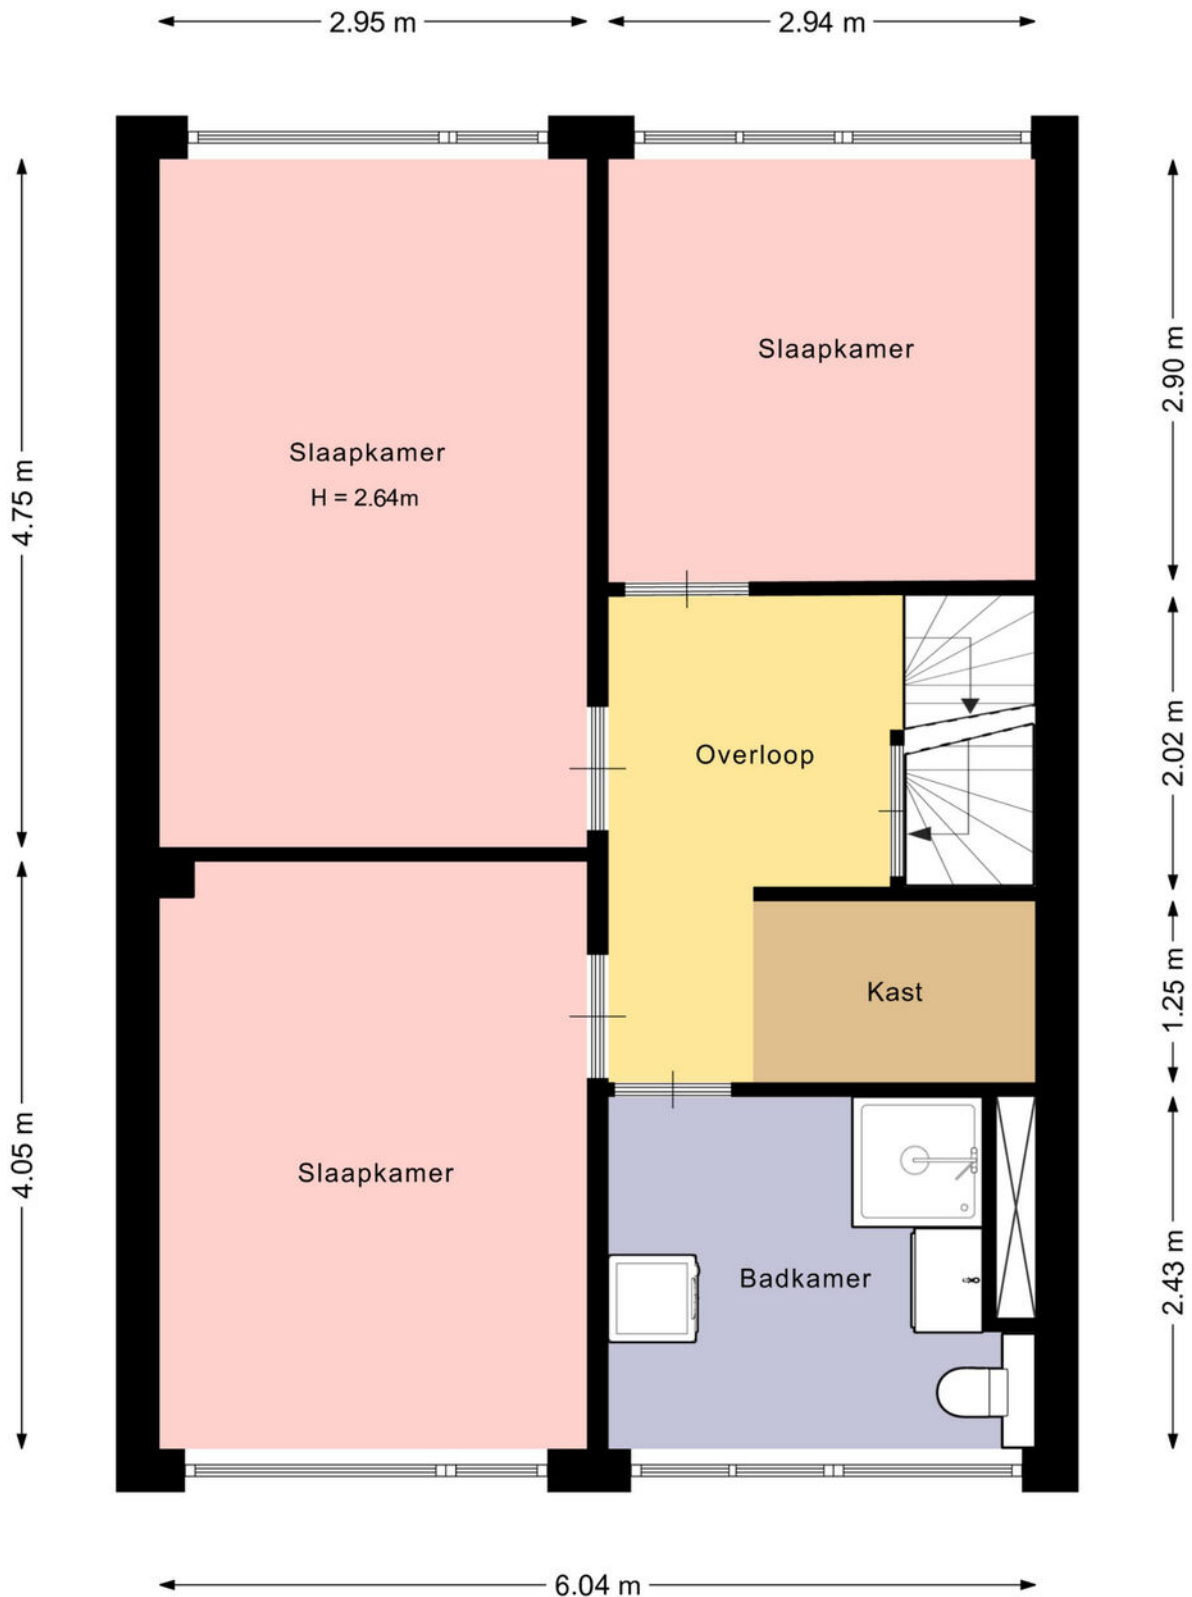 2.95 m
2.94 m
Slaapkamer
2.90 m
Slaapkamer
H = 2.64m
4.75 m
Overloop
2.02 m
Kast
1.25 m
4.05 m
Slaapkamer
Badkamer
2.43 m
6.04 m